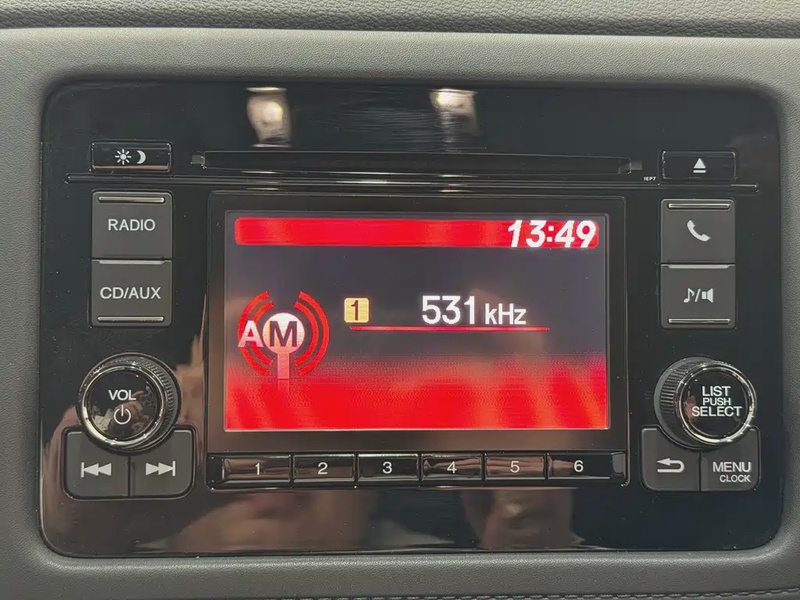 1EP7
RADIO
CD/AUX
13:49
AM
1
531 kHz
VOL
LIST
PUSH
SELECT
1 2 3 4 5 6
MENU
CLOCK